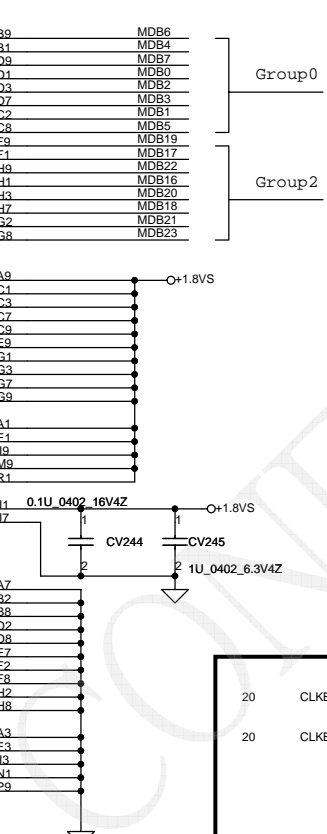 B9 MDB6
B1 MDB4
D9 MDB7
D1 MDB0
D3 MDB2
D7 MDB3
C2 MDB1
C8 MDB5
Group0
F9 MDB19
F1 MDB17
H9 MDB22
H1 MDB16
H3 MDB20
H7 MDB18
G2 MDB21
G8 MDB23
Group2
A9
+1.8VS
C1
C3
C7
C9
E9
G1
G3
G7
G9
A1
E1
M9
R1
0.1U_0402_16V4Z
+1.8VS
1
1
CV244
CV245
2
2
1U_0402_6.3V4Z
A7
B2
B8
D2
D8
E7
F2
F8
H2
H8
A3
E3
N1
P9
20
20
CON